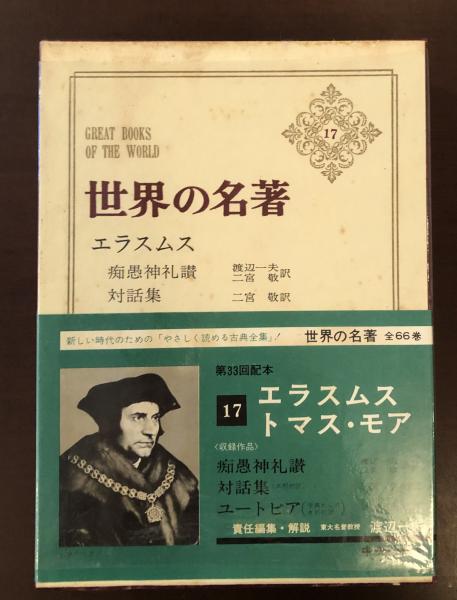 GREAT BOOKS
OF THE WORLD
17
世界の名著
エラスムス
痴愚神礼讃 渡辺一夫 二宮敬訳
対話集 二宮敬訳
新しい時代のための「やさしく読める古典全集」！
世界の名著 全66巻
第33回配本
17 エラスムス
トマス・モア
〈収録作品〉
痴愚神礼讃
対話集
ユートピア
責任編集・解説 東大名誉教授 渡辺一